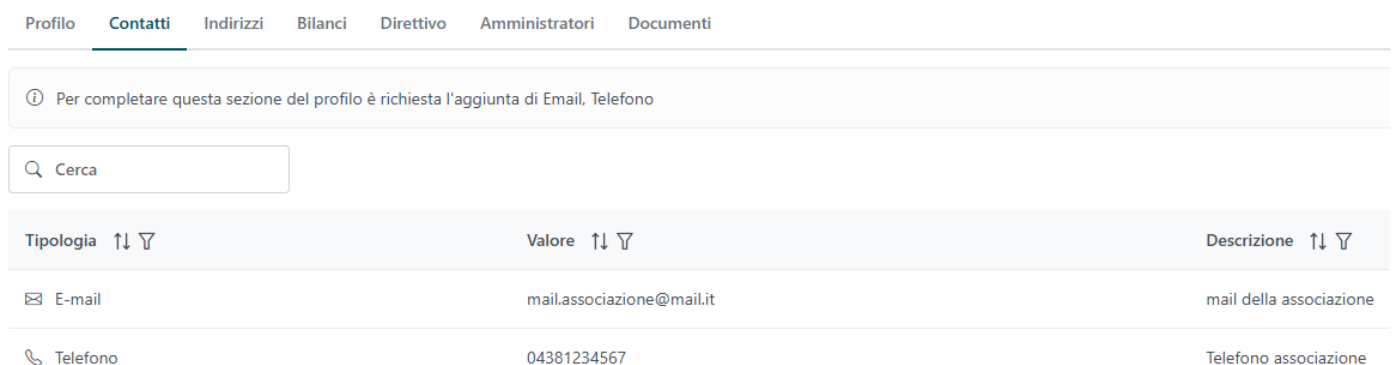 Profilo Contatti Indirizzi Bilanci Direttivo Amministratori Documenti
Per completare questa sezione del profilo è richiesta l'aggiunta di Email, Telefono
Cerca
Tipologia Valore Descrizione
E-mail mail.associazione@mail.it mail della associazione
Telefono 04381234567 Telefono associazione